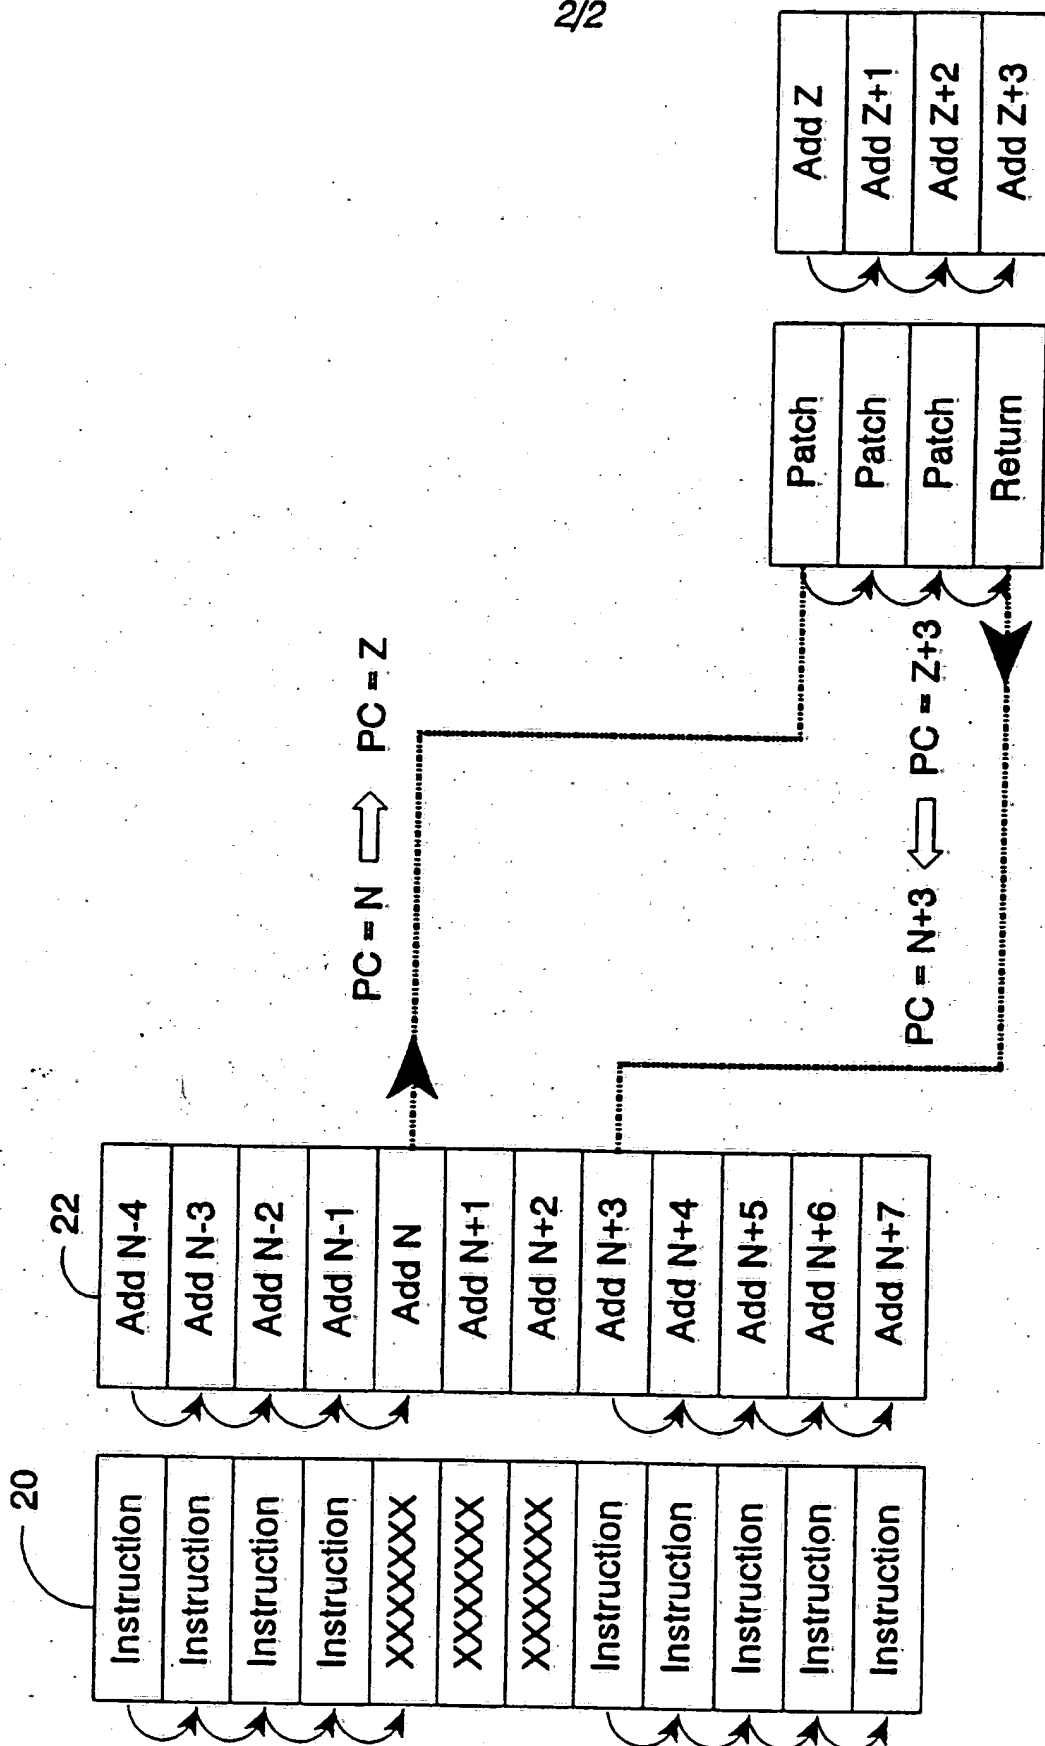 2/2
20
Instruction
Instruction
Instruction
Instruction
XXXXXXX
XXXXXXX
XXXXXXX
Instruction
Instruction
Instruction
Instruction
Instruction
22
Add N-4
Add N-3
Add N-2
Add N-1
Add N
Add N+1
Add N+2
Add N+3
Add N+4
Add N+5
Add N+6
Add N+7
PC = N ⇨ PC = Z
PC = N+3 ⇦ PC = Z+3
Patch
Patch
Patch
Return
Add Z
Add Z+1
Add Z+2
Add Z+3